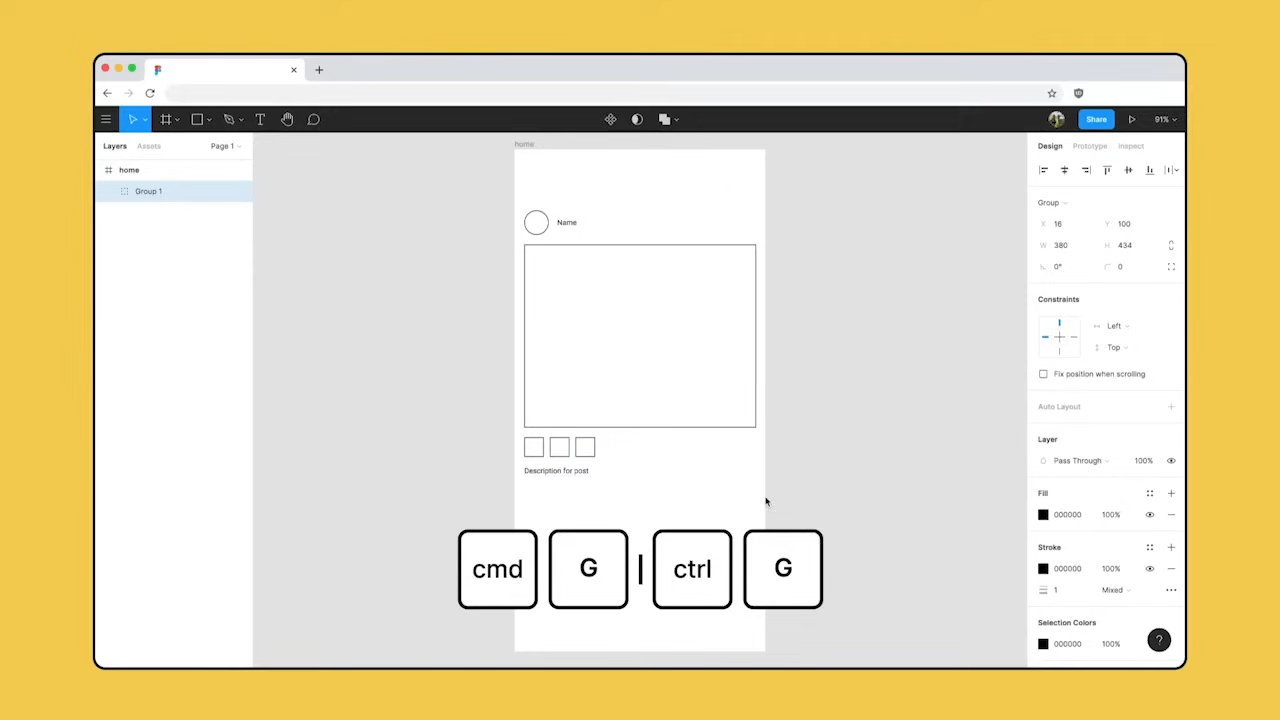 Share
91%
Layers
Assets
Page 1
home
Group 1
home
Name
Description for post
cmd
G
ctrl
G
Design
Prototype
Inspect
Group
X 16
Y 100
W 380
H 434
0°
0
Constraints
Left
Top
Fix position when scrolling
Auto Layout
Layer
Pass Through
100%
Fill
000000
100%
Stroke
000000
100%
1
Mixed
Selection Colors
000000
100%
?